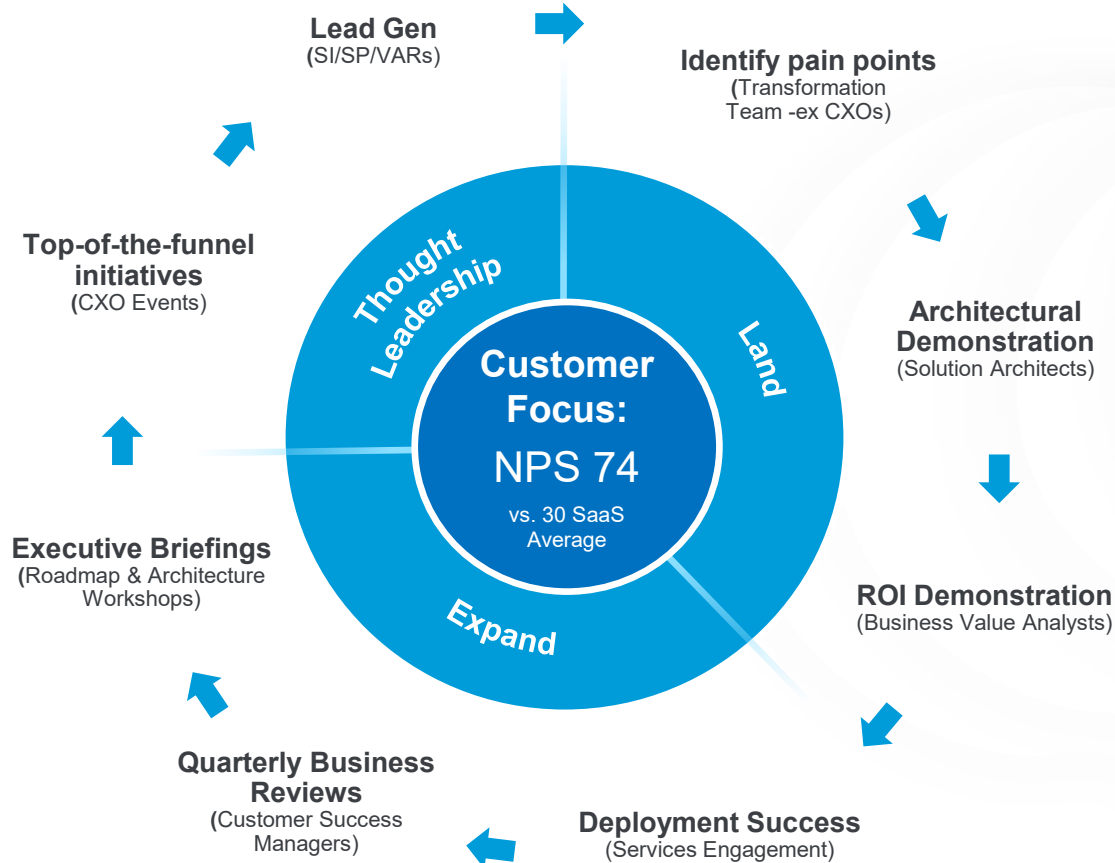 Lead Gen
(SI/SP/VARs)
Identify pain points
(Transformation
Team -ex CXOs)
Architectural
Demonstration
(Solution Architects)
ROI Demonstration
(Business Value Analysts)
Deployment Success
(Services Engagement)
Quarterly Business
Reviews
(Customer Success
Managers)
Executive Briefings
(Roadmap & Architecture
Workshops)
Top-of-the-funnel
initiatives
(CXO Events)
Thought
Leadership
Land
Expand
Customer
Focus:
NPS 74
vs. 30 SaaS
Average